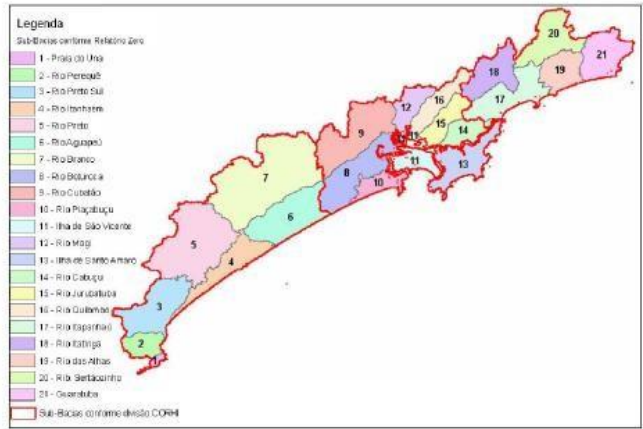 Legenda
Sub-Bacias conforme Relatório Zero
1 - Praia do Una
2 - Rio Perequê
3 - Rio Preto Sul
4 - Rio Itanhaém
5 - Rio Preto
6 - Rio Aguapeú
7 - Rio Branco
8 - Rio Boturoca
9 - Rio Cubatão
10 - Rio Piaçabuçu
11 - Ilha de São Vicente
12 - Rio Mogi
13 - Ilha de Santo Amaro
14 - Rio Cabuçu
15 - Rio Jurubatuba
16 - Rio Quilombo
17 - Rio Itapanhaú
18 - Rio Itatinga
19 - Rio das Alhas
20 - Rib. Sertãozinho
21 - Guaratuba
Sub-Bacias conforme divisão CORHI
20
21
18
19
17
16
12
15
14
9
11
13
8
10
7
6
5
4
3
2
1